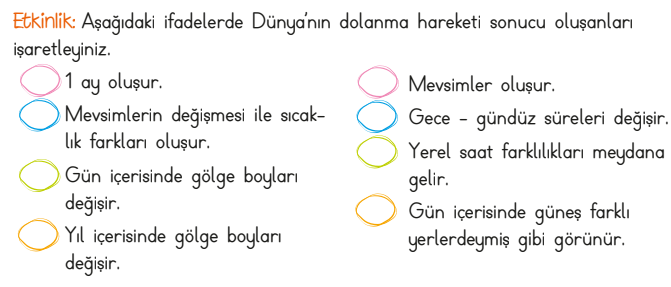 Etkinlik: Aşağıdaki ifadelerde Dünya'nın dolanma hareketi sonucu oluşanları
işaretleyiniz.
1 ay oluşur.
Mevsimlerin değişmesi ile sıcak-
lık farkları oluşur.
Gün içerisinde gölge boyları
değişir.
Yıl içerisinde gölge boyları
değişir.
Mevsimler oluşur.
Gece - gündüz süreleri değişir.
Yerel saat farklılıkları meydana
gelir.
Gün içerisinde güneş farklı
yerlerdeymiş gibi görünür.